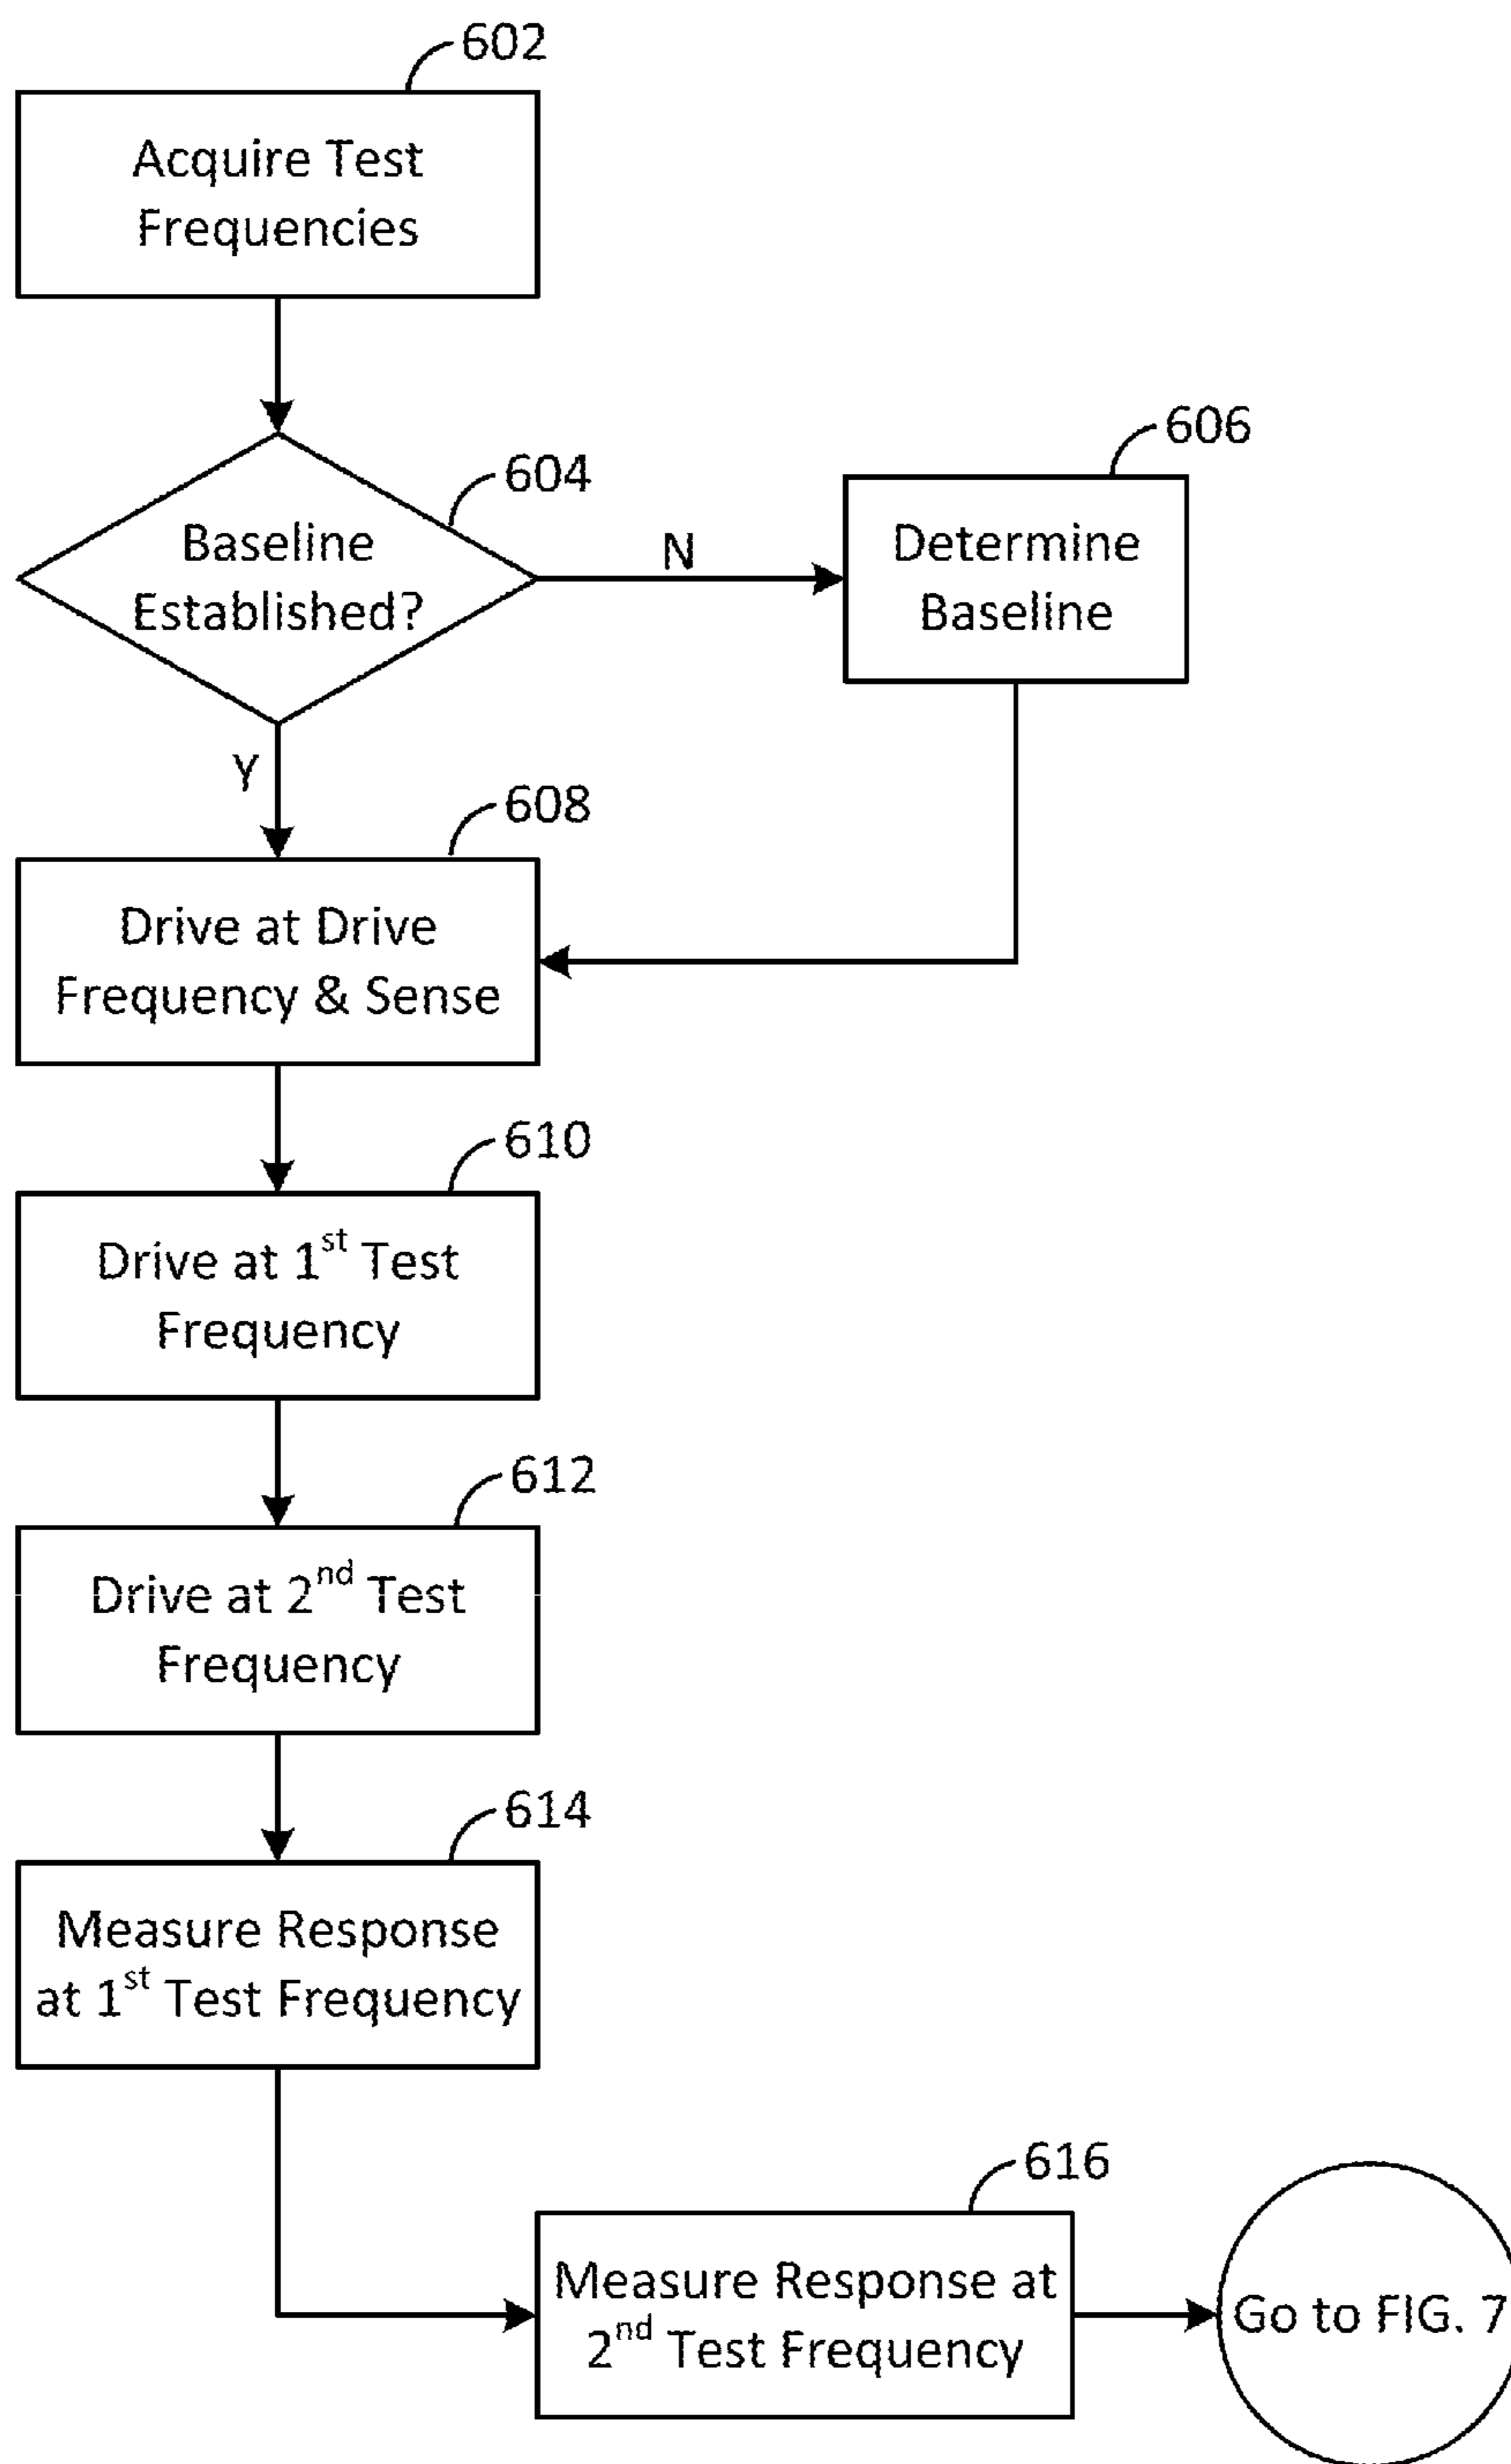 602
Acquire Test
Frequencies
604
Baseline
Established?
N
606
Determine
Baseline
Y
608
Drive at Drive
Frequency & Sense
610
Drive at 1st Test
Frequency
612
Drive at 2nd Test
Frequency
614
Measure Response
at 1st Test Frequency
616
Measure Response at
2nd Test Frequency
Go to FIG. 7